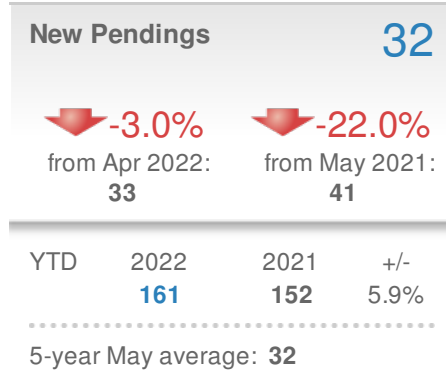 New Pendings 32
-3.0% -22.0%
from Apr 2022: from May 2021:
33 41
YTD 2022 2021 +/-
161 152 5.9%
5-year May average: 32